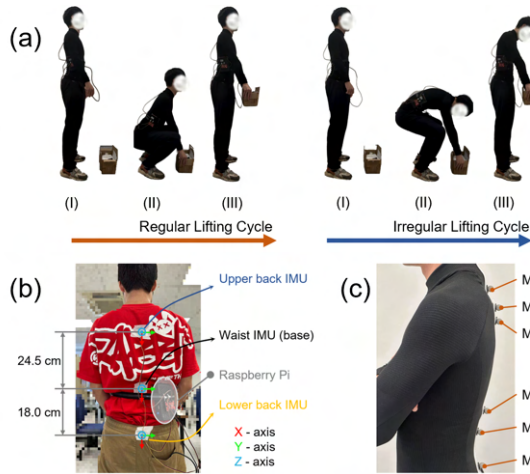 (a)
(I) (II) (III) (I) (II) (III)
Regular Lifting Cycle Irregular Lifting Cycle
(b)
Upper back IMU
Waist IMU (base)
24.5 cm
Raspberry Pi
18.0 cm
Lower back IMU
X - axis
Y - axis
Z - axis
(c)
M
M
M
M
M
M